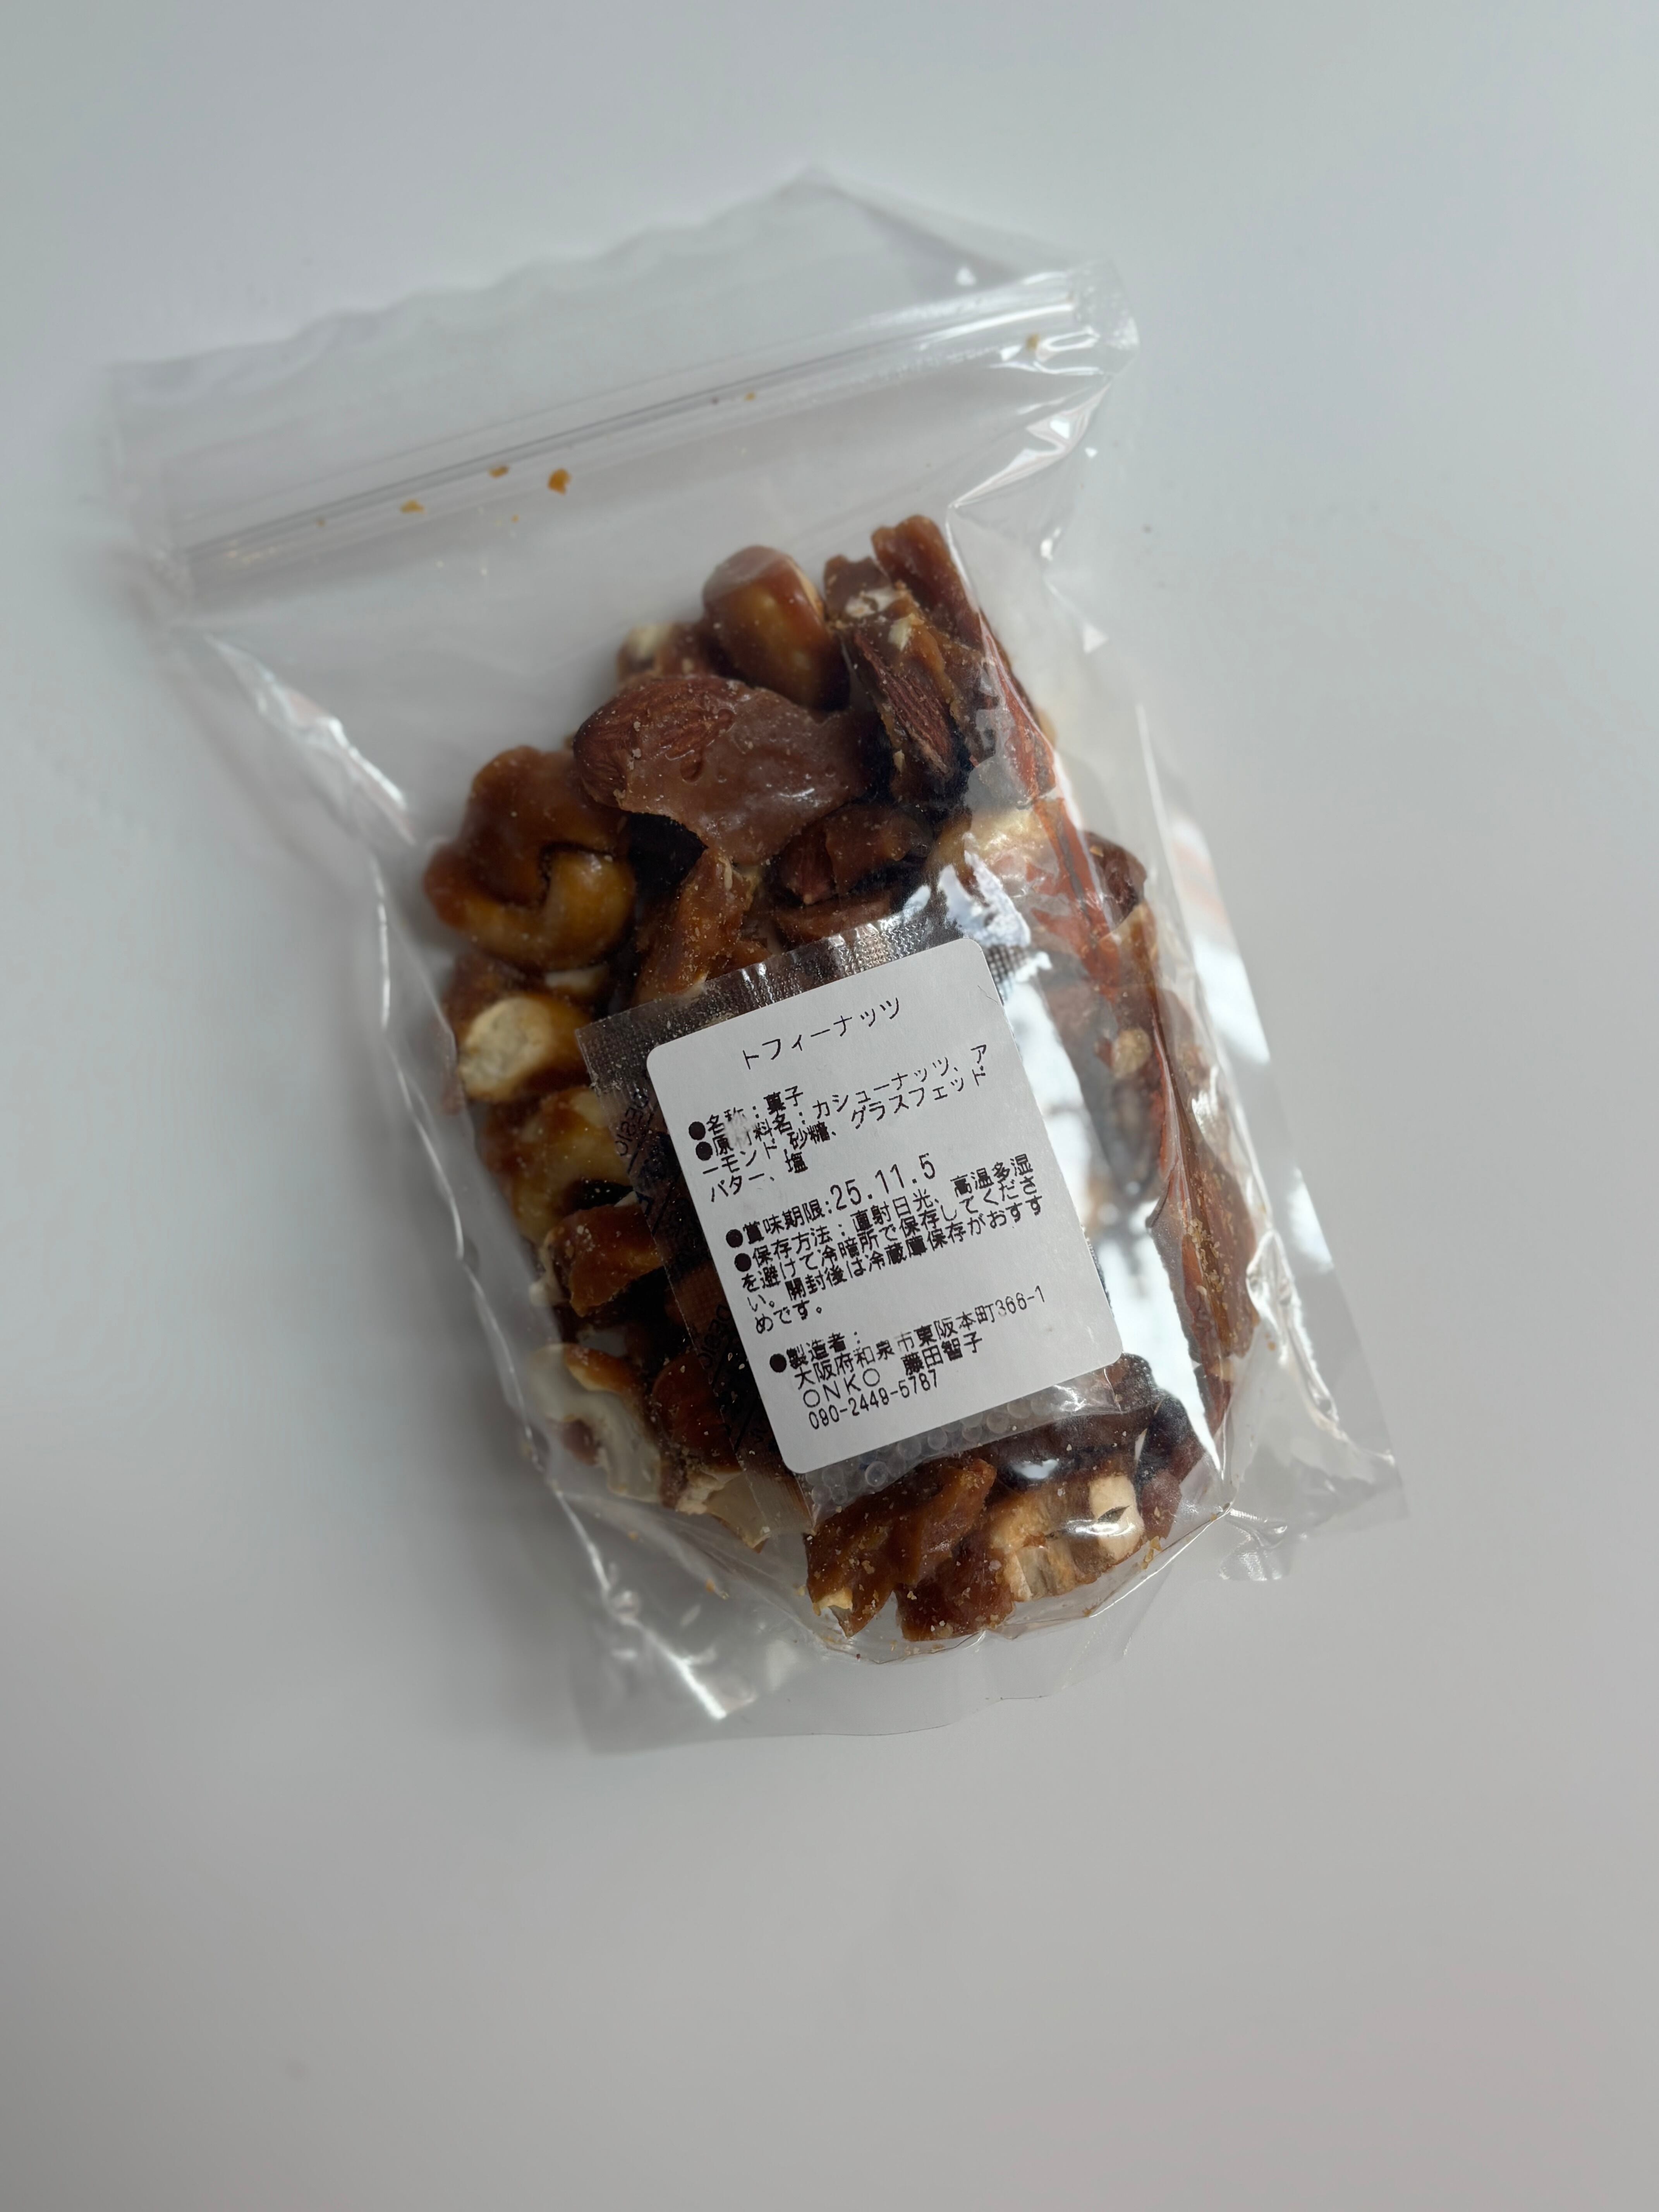 トフィーナッツ
●名称：菓子
●原材料名：カシューナッツ、ア
ーモンド,砂糖、グラスフェッド
バター、塩
●賞味期限:25.11.5
●保存方法：直射日光、高温多湿
を避けて冷暗所で保存してくださ
い。開封後は冷蔵庫保存がおすす
めです。
●製造者：
大阪府和泉市東阪本町366-1
ONKO 藤田智子
090-2449-5787